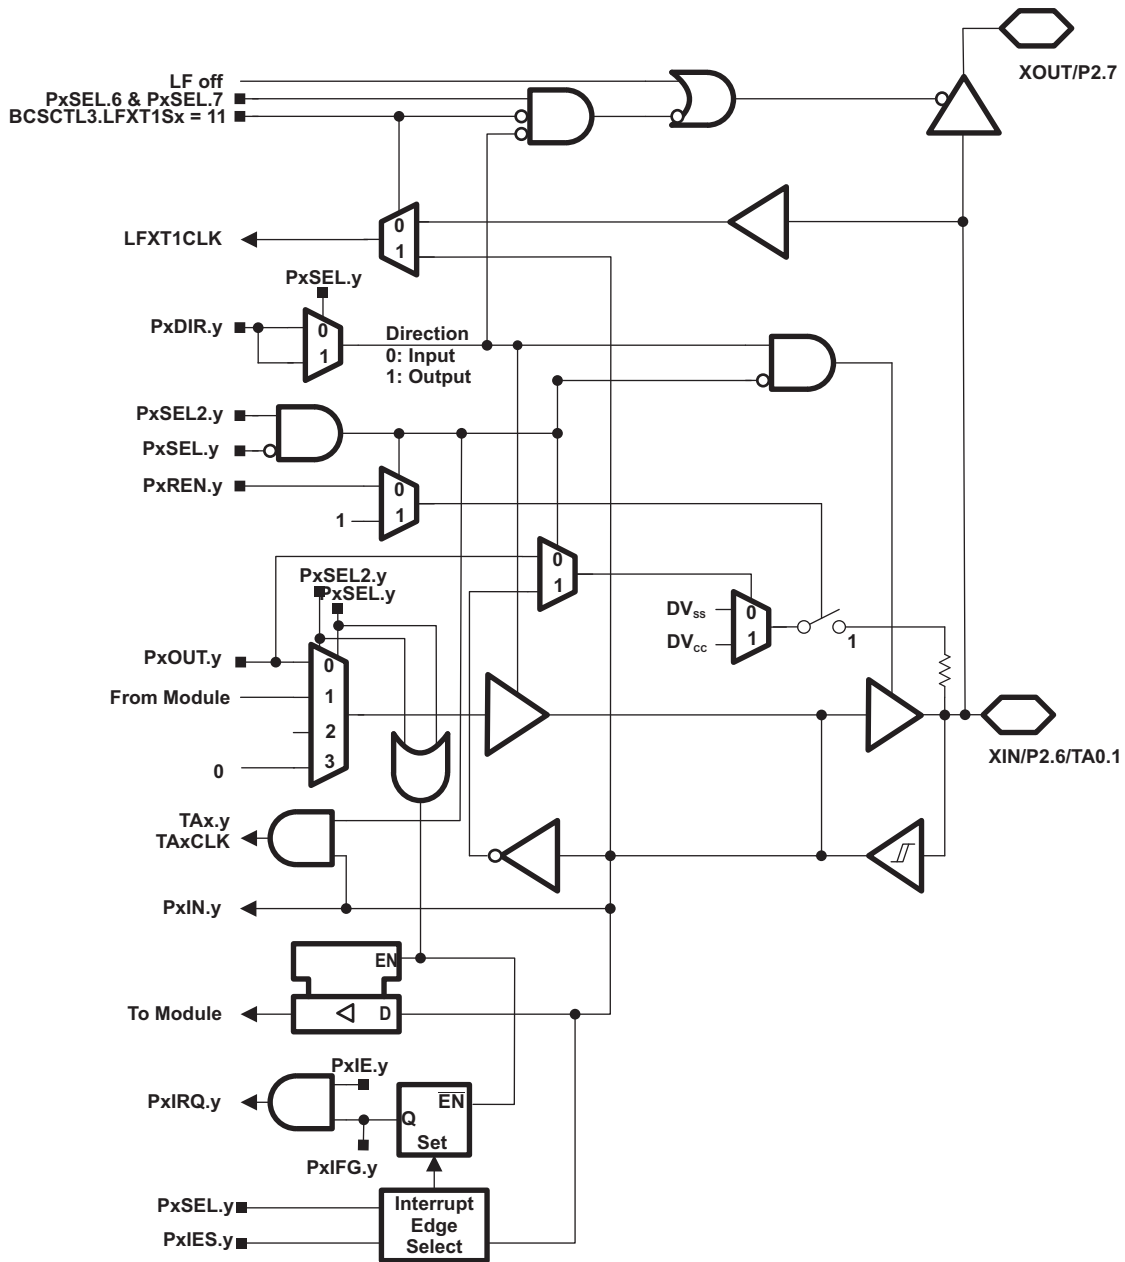 XOUT/P2.7
LF off
PxSEL.6 & PxSEL.7
BCSCTL3.LFXT1Sx = 11
0
LFXT1CLK
1
PxSEL.y
PxDIR.y
0
1
Direction
0: Input
1: Output
PxSEL2.y
PxSEL.y
PxREN.y
0
1
1
0
1
PxSEL2.y
PxSEL.y
DVSS
0
DVCC
1
1
PxOUT.y
0
From Module
1
2
3
0
XIN/P2.6/TA0.1
TAx.y
TAxCLK
PxIN.y
EN
To Module
D
PxIE.y
PxIRQ.y
EN
Q
Set
PxIFG.y
PxSEL.y
PxIES.y
Interrupt
Edge
Select